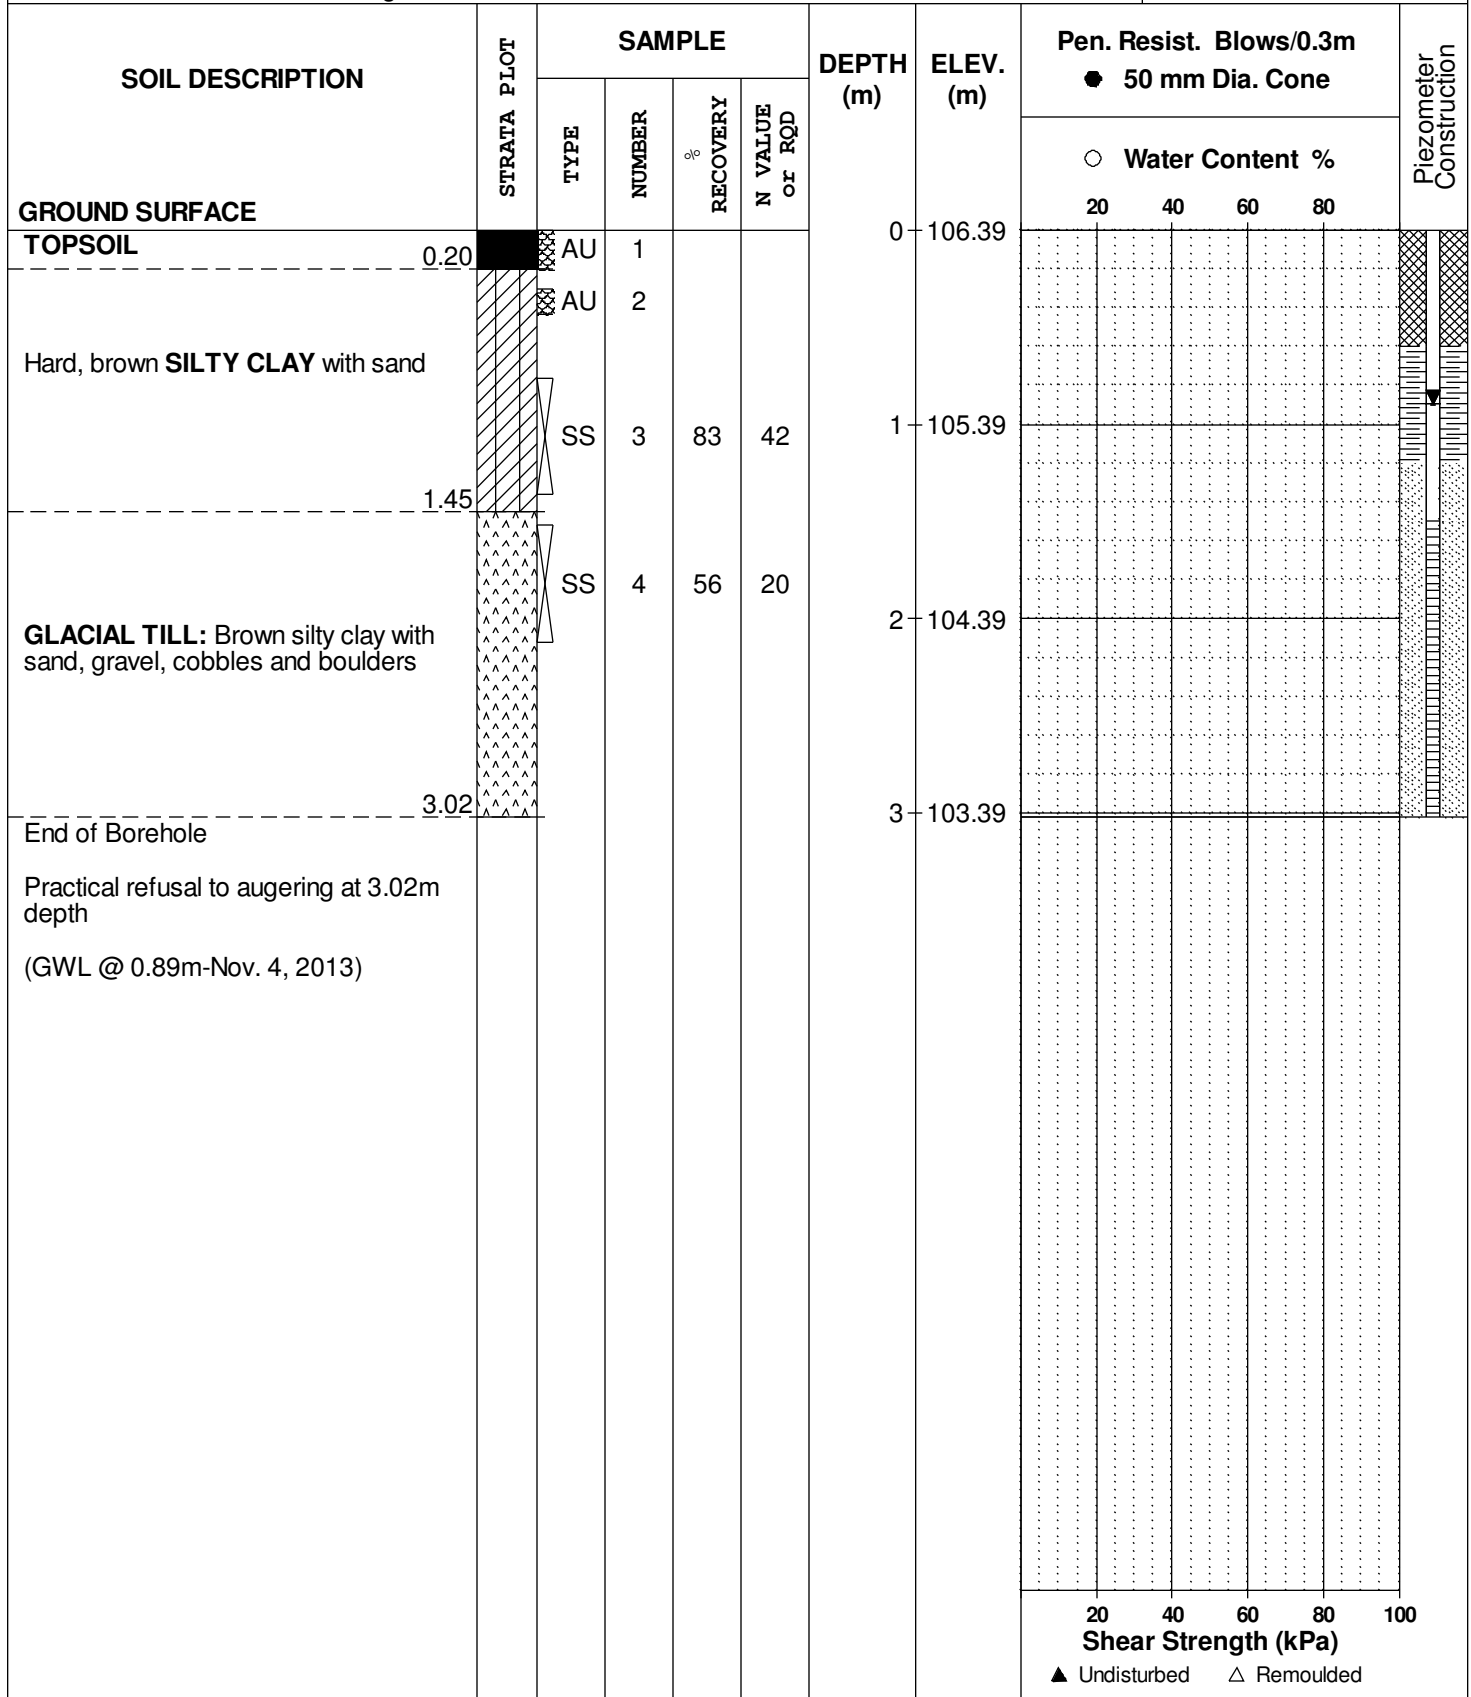 SOIL DESCRIPTION
GROUND SURFACE
STRATA PLOT
SAMPLE
TYPE
NUMBER
%
RECOVERY
N VALUE
or RQD
DEPTH
(m)
ELEV.
(m)
Pen. Resist. Blows/0.3m
● 50 mm Dia. Cone
○ Water Content %
20 40 60 80
Piezometer
Construction
TOPSOIL
0.20
AU 1
0 106.39
AU 2
Hard, brown SILTY CLAY with sand
SS 3 83 42
1 105.39
1.45
SS 4 56 20
2 104.39
GLACIAL TILL: Brown silty clay with
sand, gravel, cobbles and boulders
3.02
3 103.39
End of Borehole
Practical refusal to augering at 3.02m
depth
(GWL @ 0.89m-Nov. 4, 2013)
20 40 60 80 100
Shear Strength (kPa)
▲ Undisturbed △ Remoulded